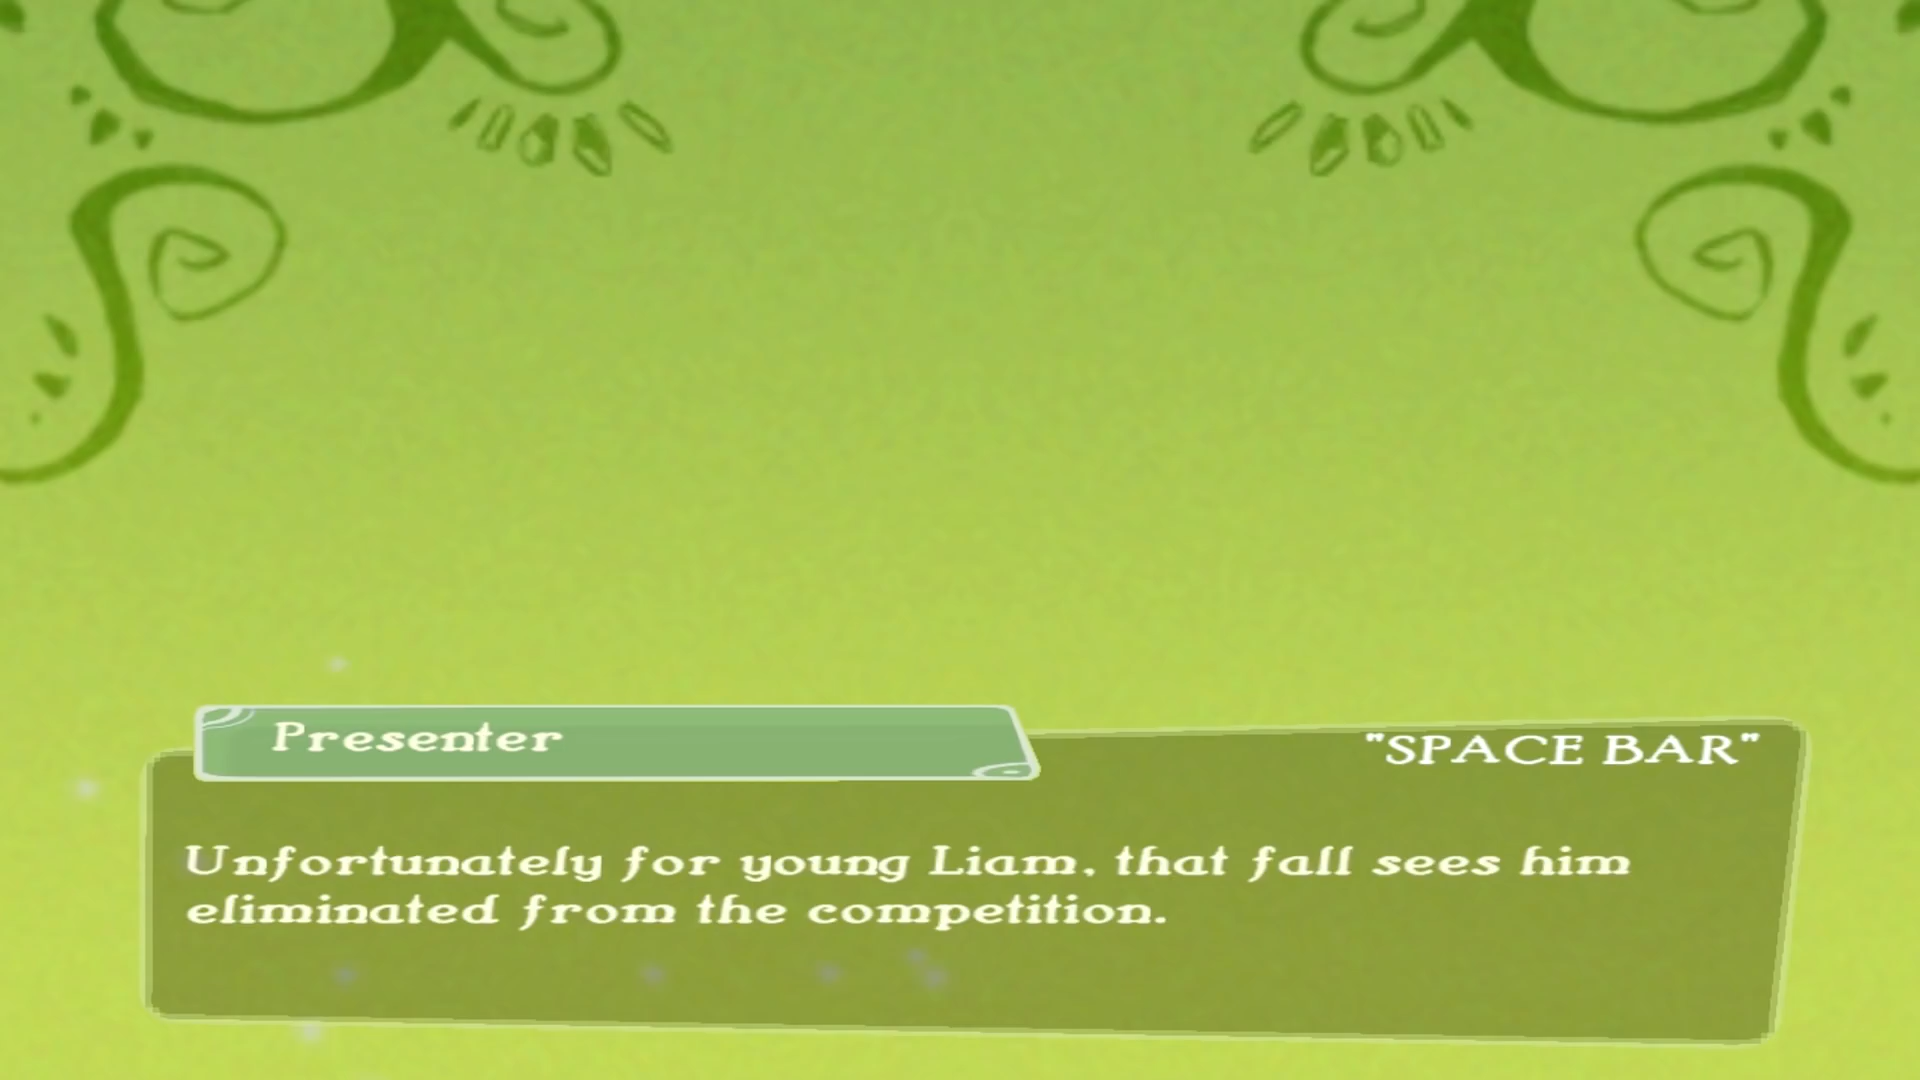 Presenter
"SPACE BAR"
Unfortunately for young Liam, that fall sees him
eliminated from the competition.